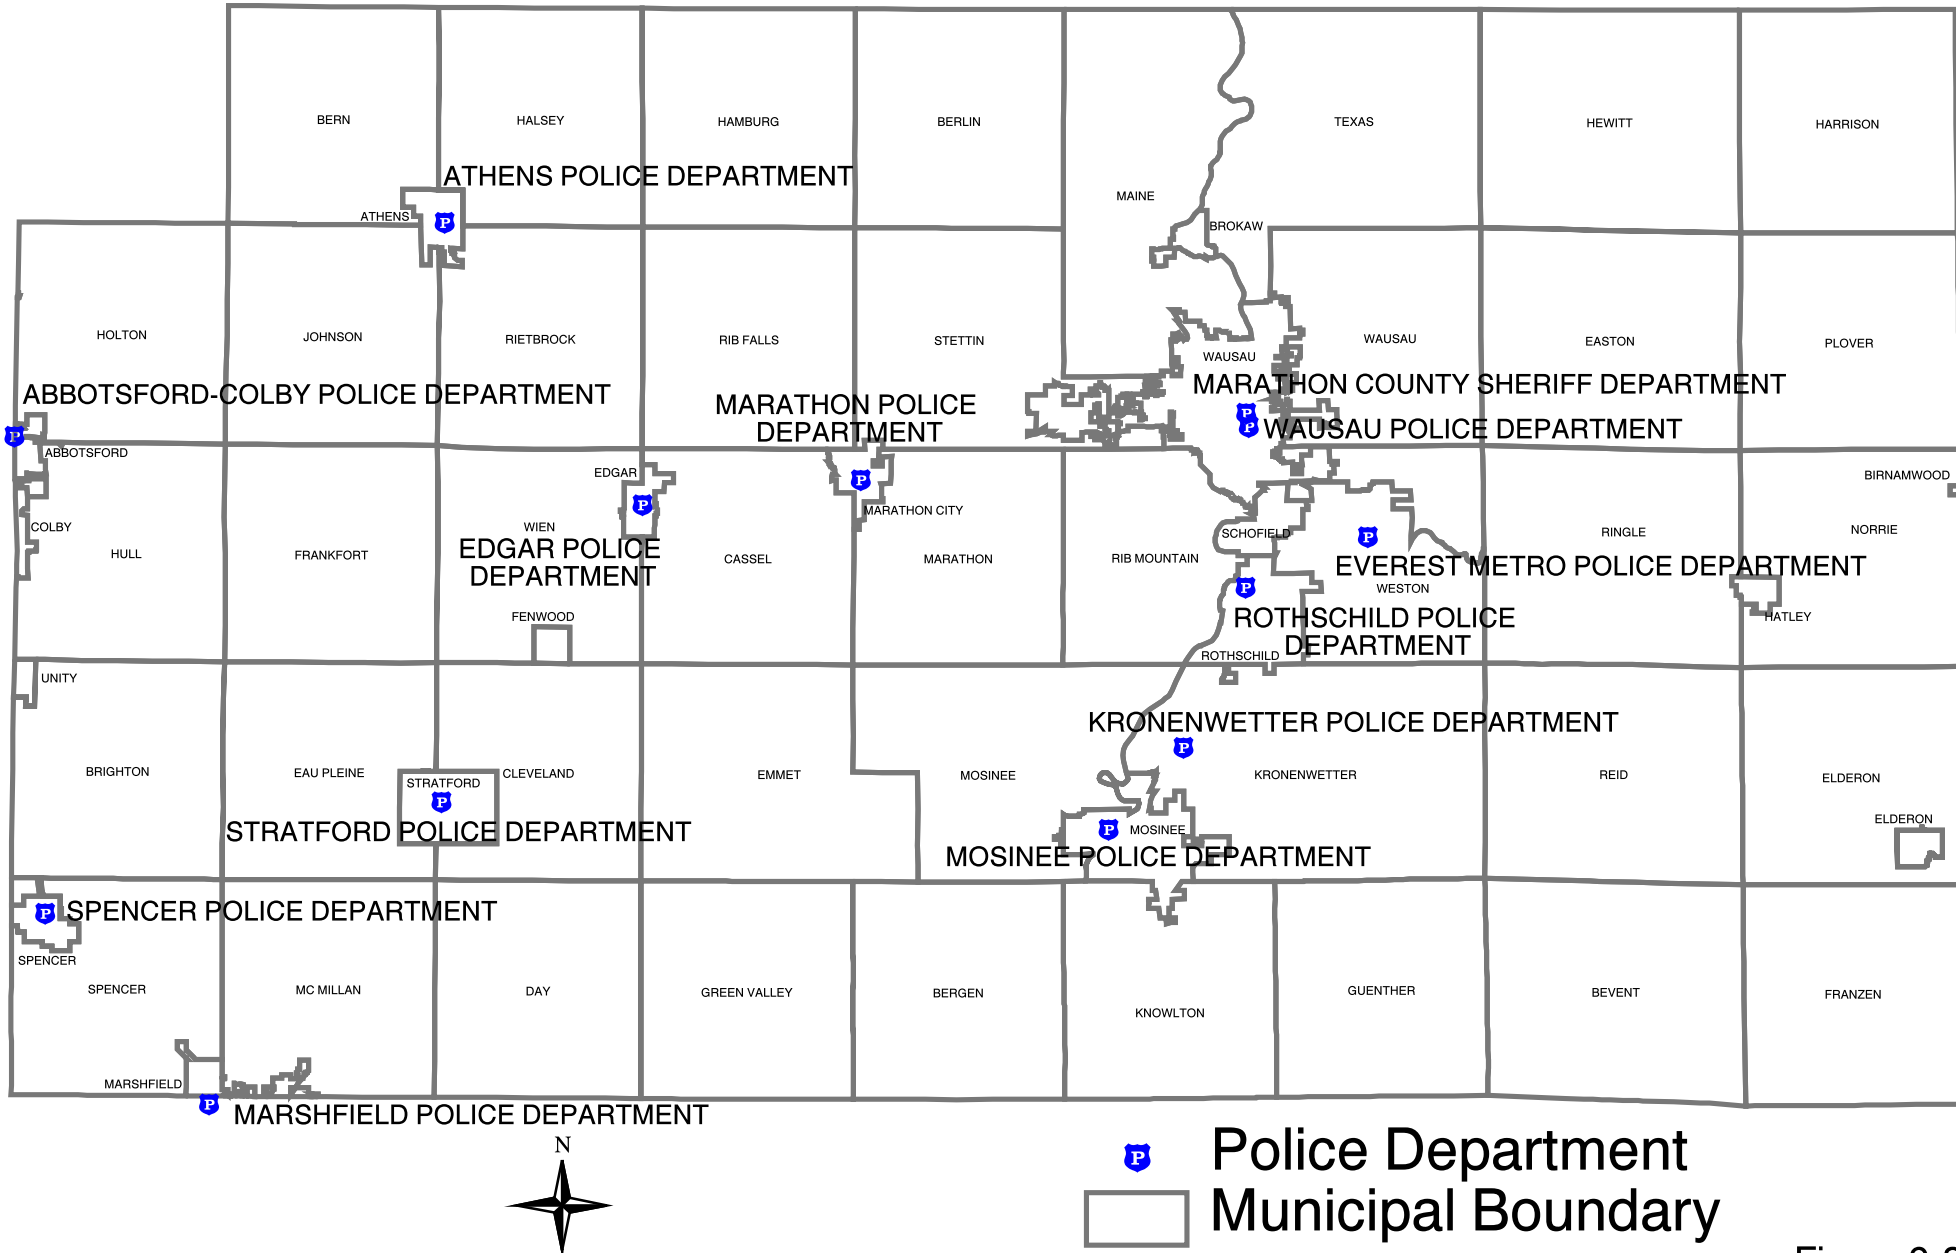 BERN
HALSEY
HAMBURG
BERLIN
TEXAS
HEWITT
HARRISON
ATHENS POLICE DEPARTMENT
MAINE
ATHENS
P
BROKAW
HOLTON
JOHNSON
RIETBROCK
RIB FALLS
STETTIN
WAUSAU
EASTON
PLOVER
WAUSAU
ABBOTSFORD-COLBY POLICE DEPARTMENT
MARATHON COUNTY SHERIFF DEPARTMENT
MARATHON POLICE
DEPARTMENT
P
P
WAUSAU POLICE DEPARTMENT
P
ABBOTSFORD
EDGAR
P
BIRNAMWOOD
P
MARATHON CITY
COLBY
WIEN
SCHOFIELD
P
RINGLE
NORRIE
HULL
FRANKFORT
EDGAR POLICE
DEPARTMENT
CASSEL
MARATHON
RIB MOUNTAIN
EVEREST METRO POLICE DEPARTMENT
P
WESTON
FENWOOD
ROTHSCHILD POLICE
DEPARTMENT
HATLEY
ROTHSCHILD
UNITY
KRONENWETTER POLICE DEPARTMENT
P
BRIGHTON
EAU PLEINE
STRATFORD
CLEVELAND
EMMET
MOSINEE
KRONENWETTER
REID
ELDERON
P
ELDERON
STRATFORD POLICE DEPARTMENT
P
MOSINEE
MOSINEE POLICE DEPARTMENT
P
SPENCER POLICE DEPARTMENT
SPENCER
SPENCER
MC MILLAN
DAY
GREEN VALLEY
BERGEN
KNOWLTON
GUENTHER
BEVENT
FRANZEN
MARSHFIELD
P
MARSHFIELD POLICE DEPARTMENT
N
P
Police Department
Municipal Boundary